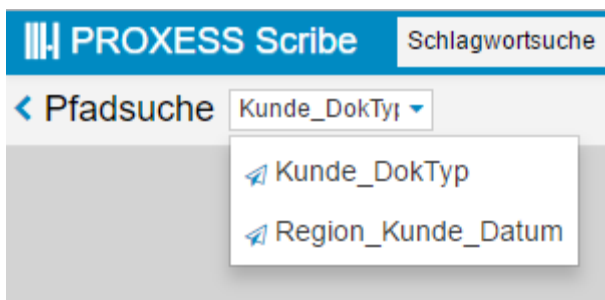 PROXESS Scribe Schlagwortsuche
Pfadsuche Kunde_DokTyp
Kunde_DokTyp
Region_Kunde_Datum